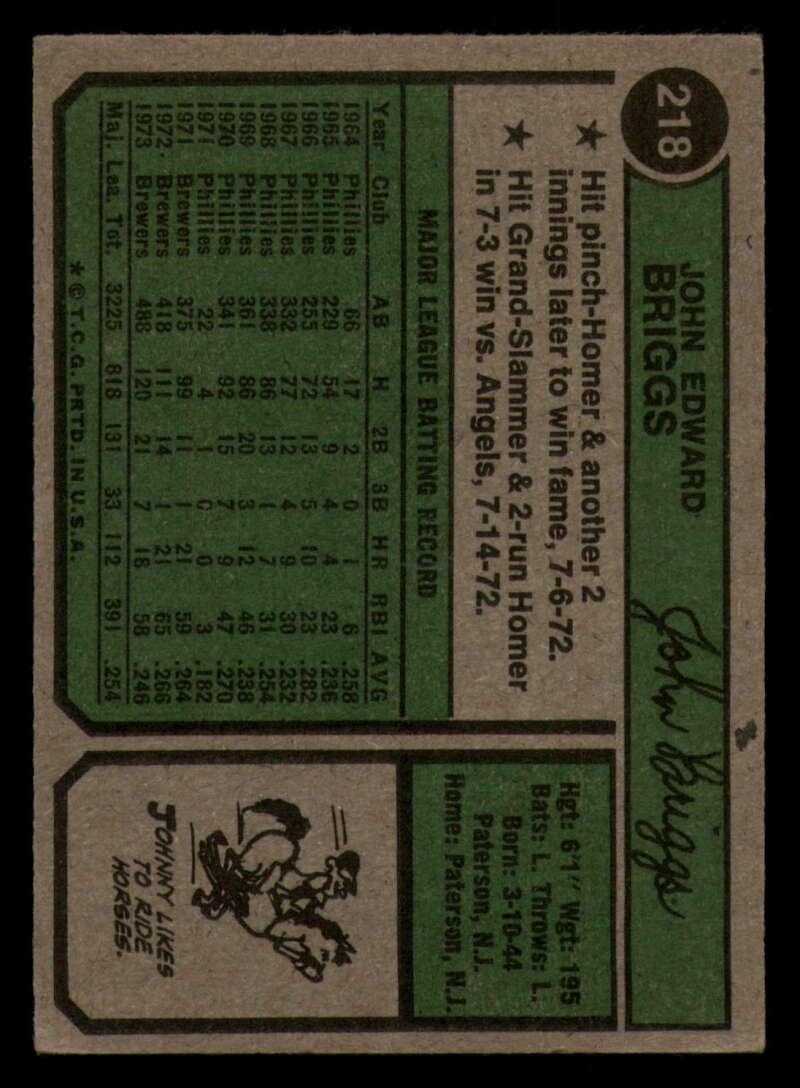 218
JOHN EDWARD
BRIGGS
John Briggs
★ Hit pinch-Homer & another 2
innings later to win fame, 7-6-72.
★ Hit Grand-Slammer & 2-run Homer
in 7-3 win vs. Angels, 7-14-72.
MAJOR LEAGUE BATTING RECORD
Year Club AB H 2B 3B HR RBI AVG
1964 Phillies 66 17 2 0 1 6 .258
1965 Phillies 229 54 9 4 4 23 .236
1966 Phillies 255 72 13 5 10 23 .282
1967 Phillies 332 77 12 4 9 30 .232
1968 Phillies 338 86 13 1 7 31 .254
1969 Phillies 361 86 20 3 12 46 .238
1970 Phillies 341 92 15 7 9 47 .270
1971 Phillies 22 4 1 0 0 3 .182
1971 Brewers 375 99 11 1 21 59 .264
1972 Brewers 418 111 14 1 21 65 .266
1973 Brewers 488 120 21 7 18 58 .246
Maj. Lea. Tot. 3225 818 131 33 112 391 .254
* © T.C.G. PRTD. IN U.S.A.
Hgt: 6'1" Wgt: 195
Bats: L. Throws: L.
Born: 3-10-44
Paterson, N.J.
Home: Paterson, N.J.
JOHNNY LIKES
TO RIDE
HORSES.